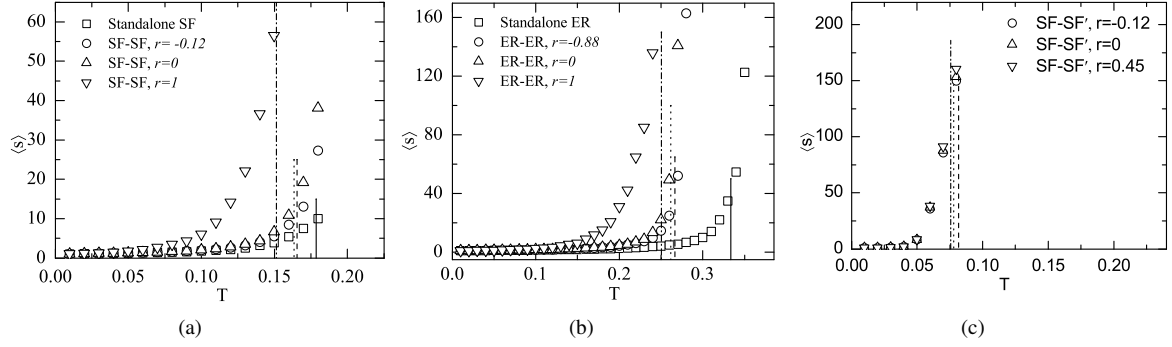 60
50
40
30
20
10
0
⟨s⟩
Standalone SF
SF-SF, r= -0.12
SF-SF, r=0
SF-SF, r=1
0.00 0.05 0.10 0.15 0.20
T
(a)
160
120
80
40
0
⟨s⟩
Standalone ER
ER-ER, r=-0.88
ER-ER, r=0
ER-ER, r=1
0.0 0.1 0.2 0.3
T
(b)
200
150
100
50
0
⟨s⟩
SF-SF′, r=-0.12
SF-SF′, r=0
SF-SF′, r=0.45
0.00 0.05 0.10 0.15 0.20
T
(c)